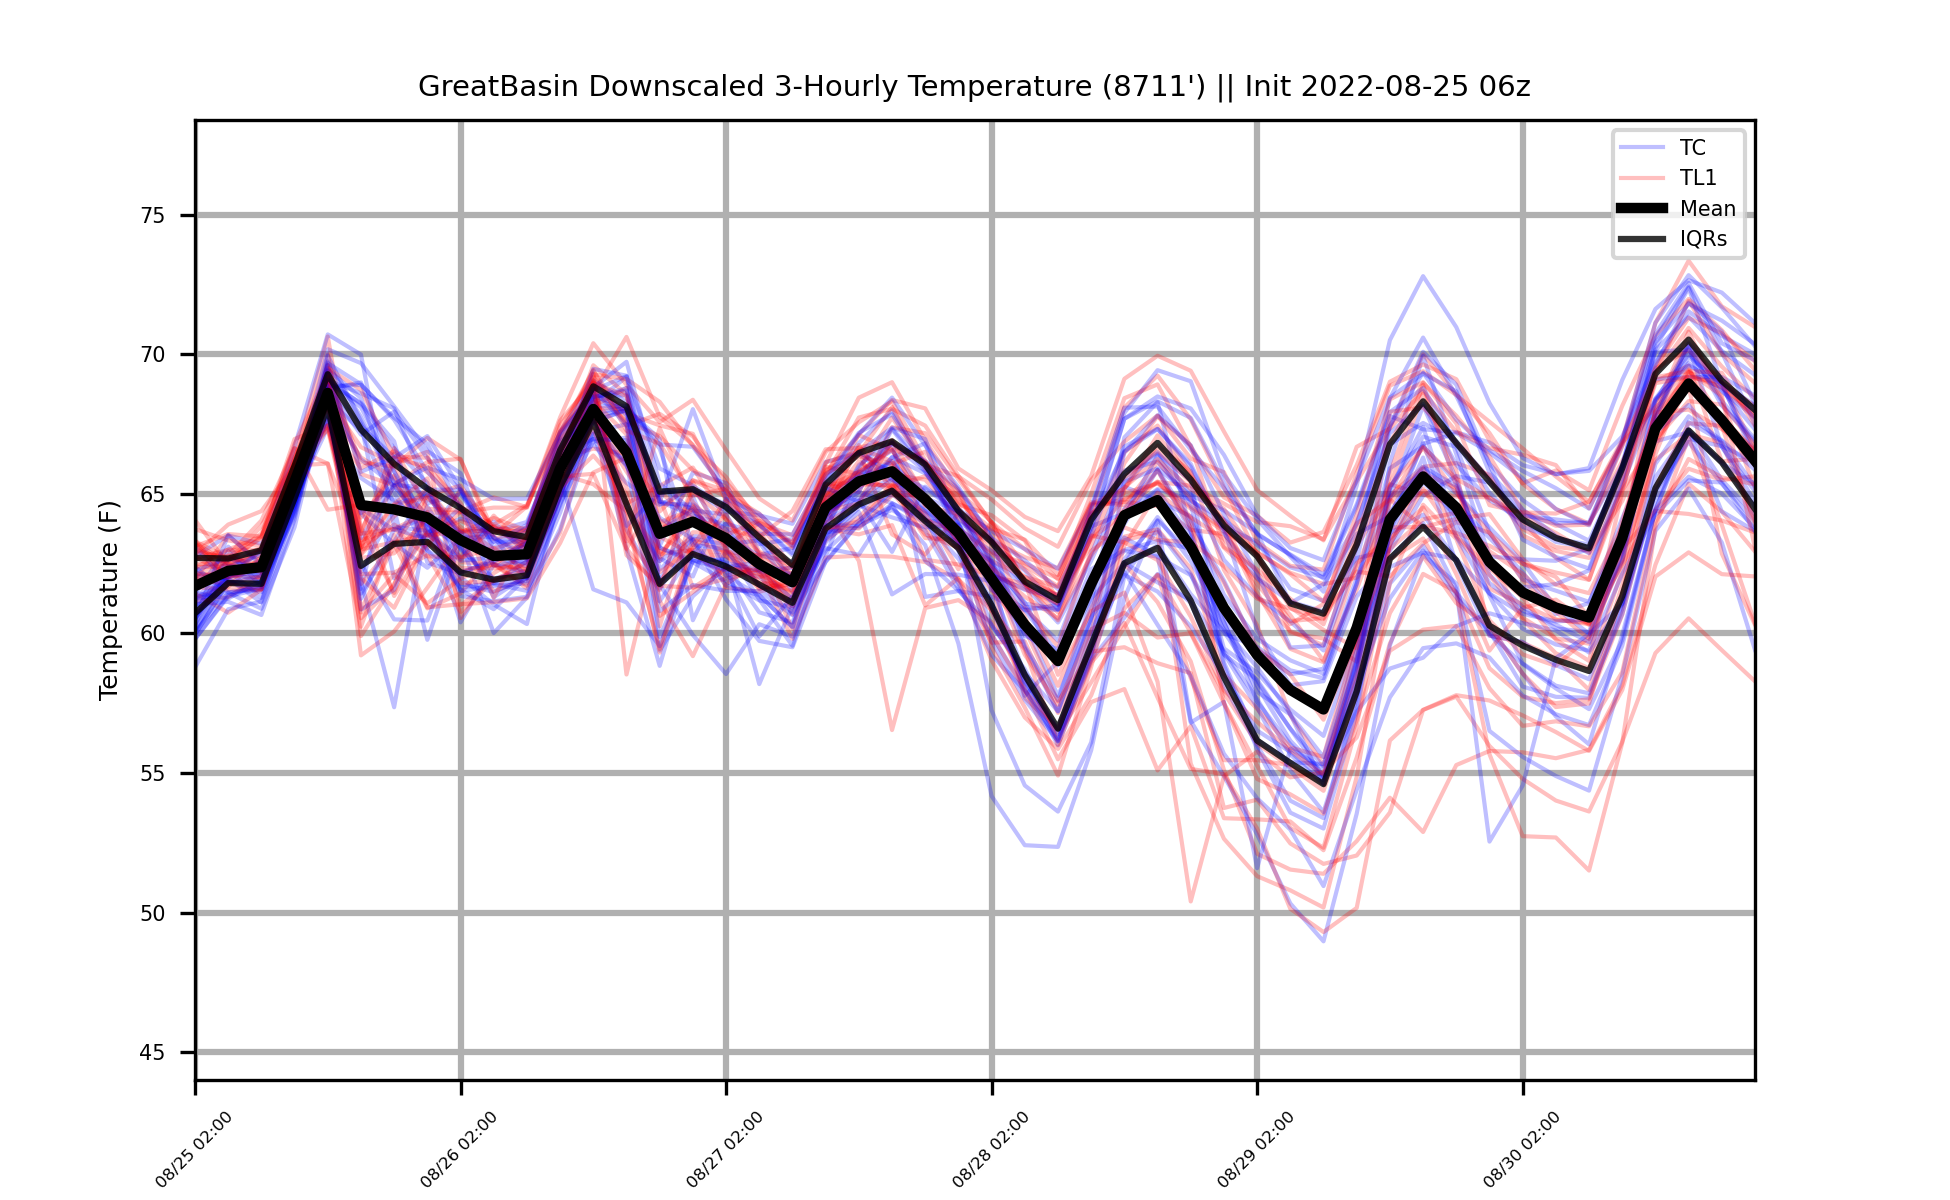 GreatBasin Downscaled 3-Hourly Temperature (8711') || Init 2022-08-25 06z
TC
TL1
Mean
IQRs
75
70
65
60
55
50
45
Temperature (F)
08/25 02:00
08/26 02:00
08/27 02:00
08/28 02:00
08/29 02:00
08/30 02:00